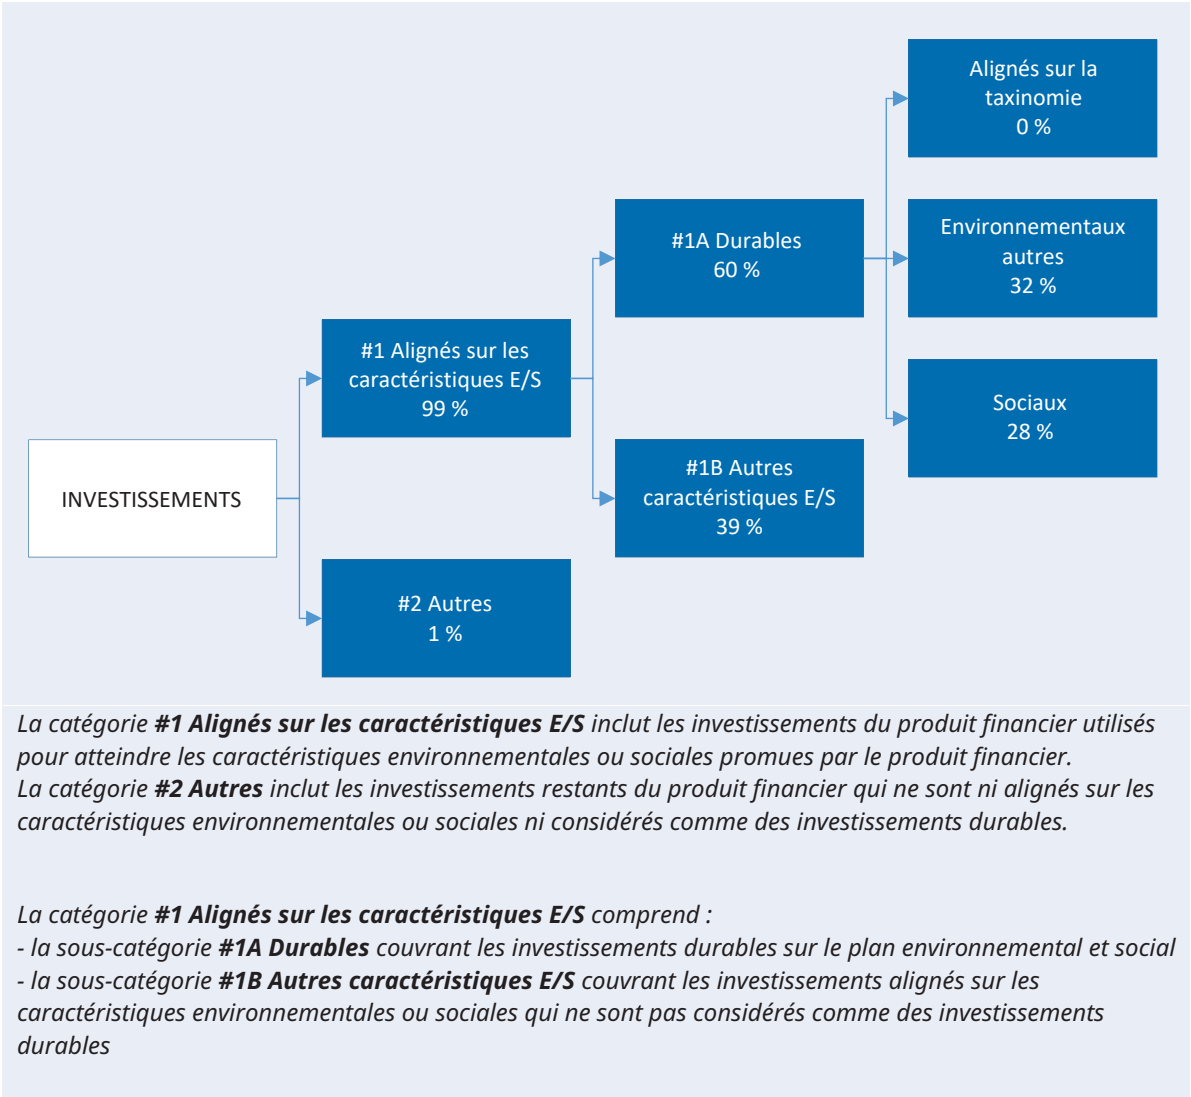 Alignés sur la
taxinomie
0 %
#1A Durables
60 %
Environnementaux
autres
32 %
#1 Alignés sur les
caractéristiques E/S
99 %
Sociaux
28 %
INVESTISSEMENTS
#1B Autres
caractéristiques E/S
39 %
#2 Autres
1 %
La catégorie #1 Alignés sur les caractéristiques E/S inclut les investissements du produit financier utilisés
pour atteindre les caractéristiques environnementales ou sociales promues par le produit financier.
La catégorie #2 Autres inclut les investissements restants du produit financier qui ne sont ni alignés sur les
caractéristiques environnementales ou sociales ni considérés comme des investissements durables.
La catégorie #1 Alignés sur les caractéristiques E/S comprend :
- la sous-catégorie #1A Durables couvrant les investissements durables sur le plan environnemental et social
- la sous-catégorie #1B Autres caractéristiques E/S couvrant les investissements alignés sur les
caractéristiques environnementales ou sociales qui ne sont pas considérés comme des investissements
durables